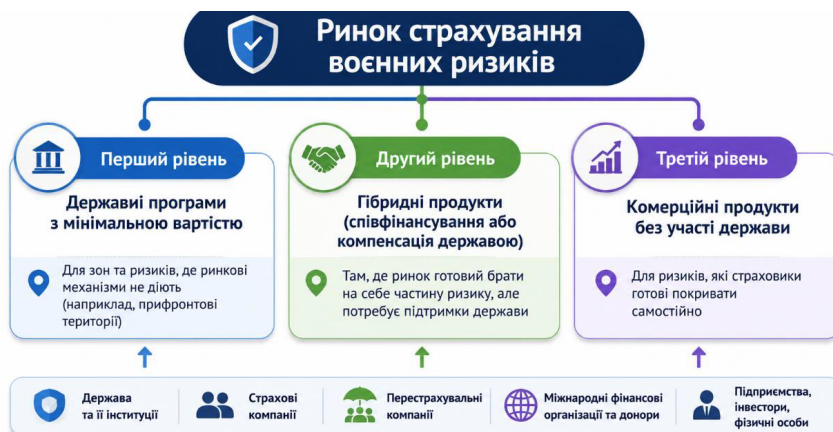 Ринок страхування
воєнних ризиків
Перший рівень
Державні програми
з мінімальною вартістю
Для зон та ризиків, де ринкові
механізми не діють
(наприклад, прифронтові
території)
Другий рівень
Гібридні продукти
(співфінансування або
компенсація державою)
Там, де ринок готовий брати
на себе частину ризику, але
потребує підтримки держави
Третій рівень
Комерційні продукти
без участі держави
Для ризиків, які страховики
готові покривати
самостійно
Держава
та її інституції
Страхові
компанії
Перестрахувальні
компанії
Міжнародні фінансові
організації та донори
Підприємства,
інвестори,
фізичні особи